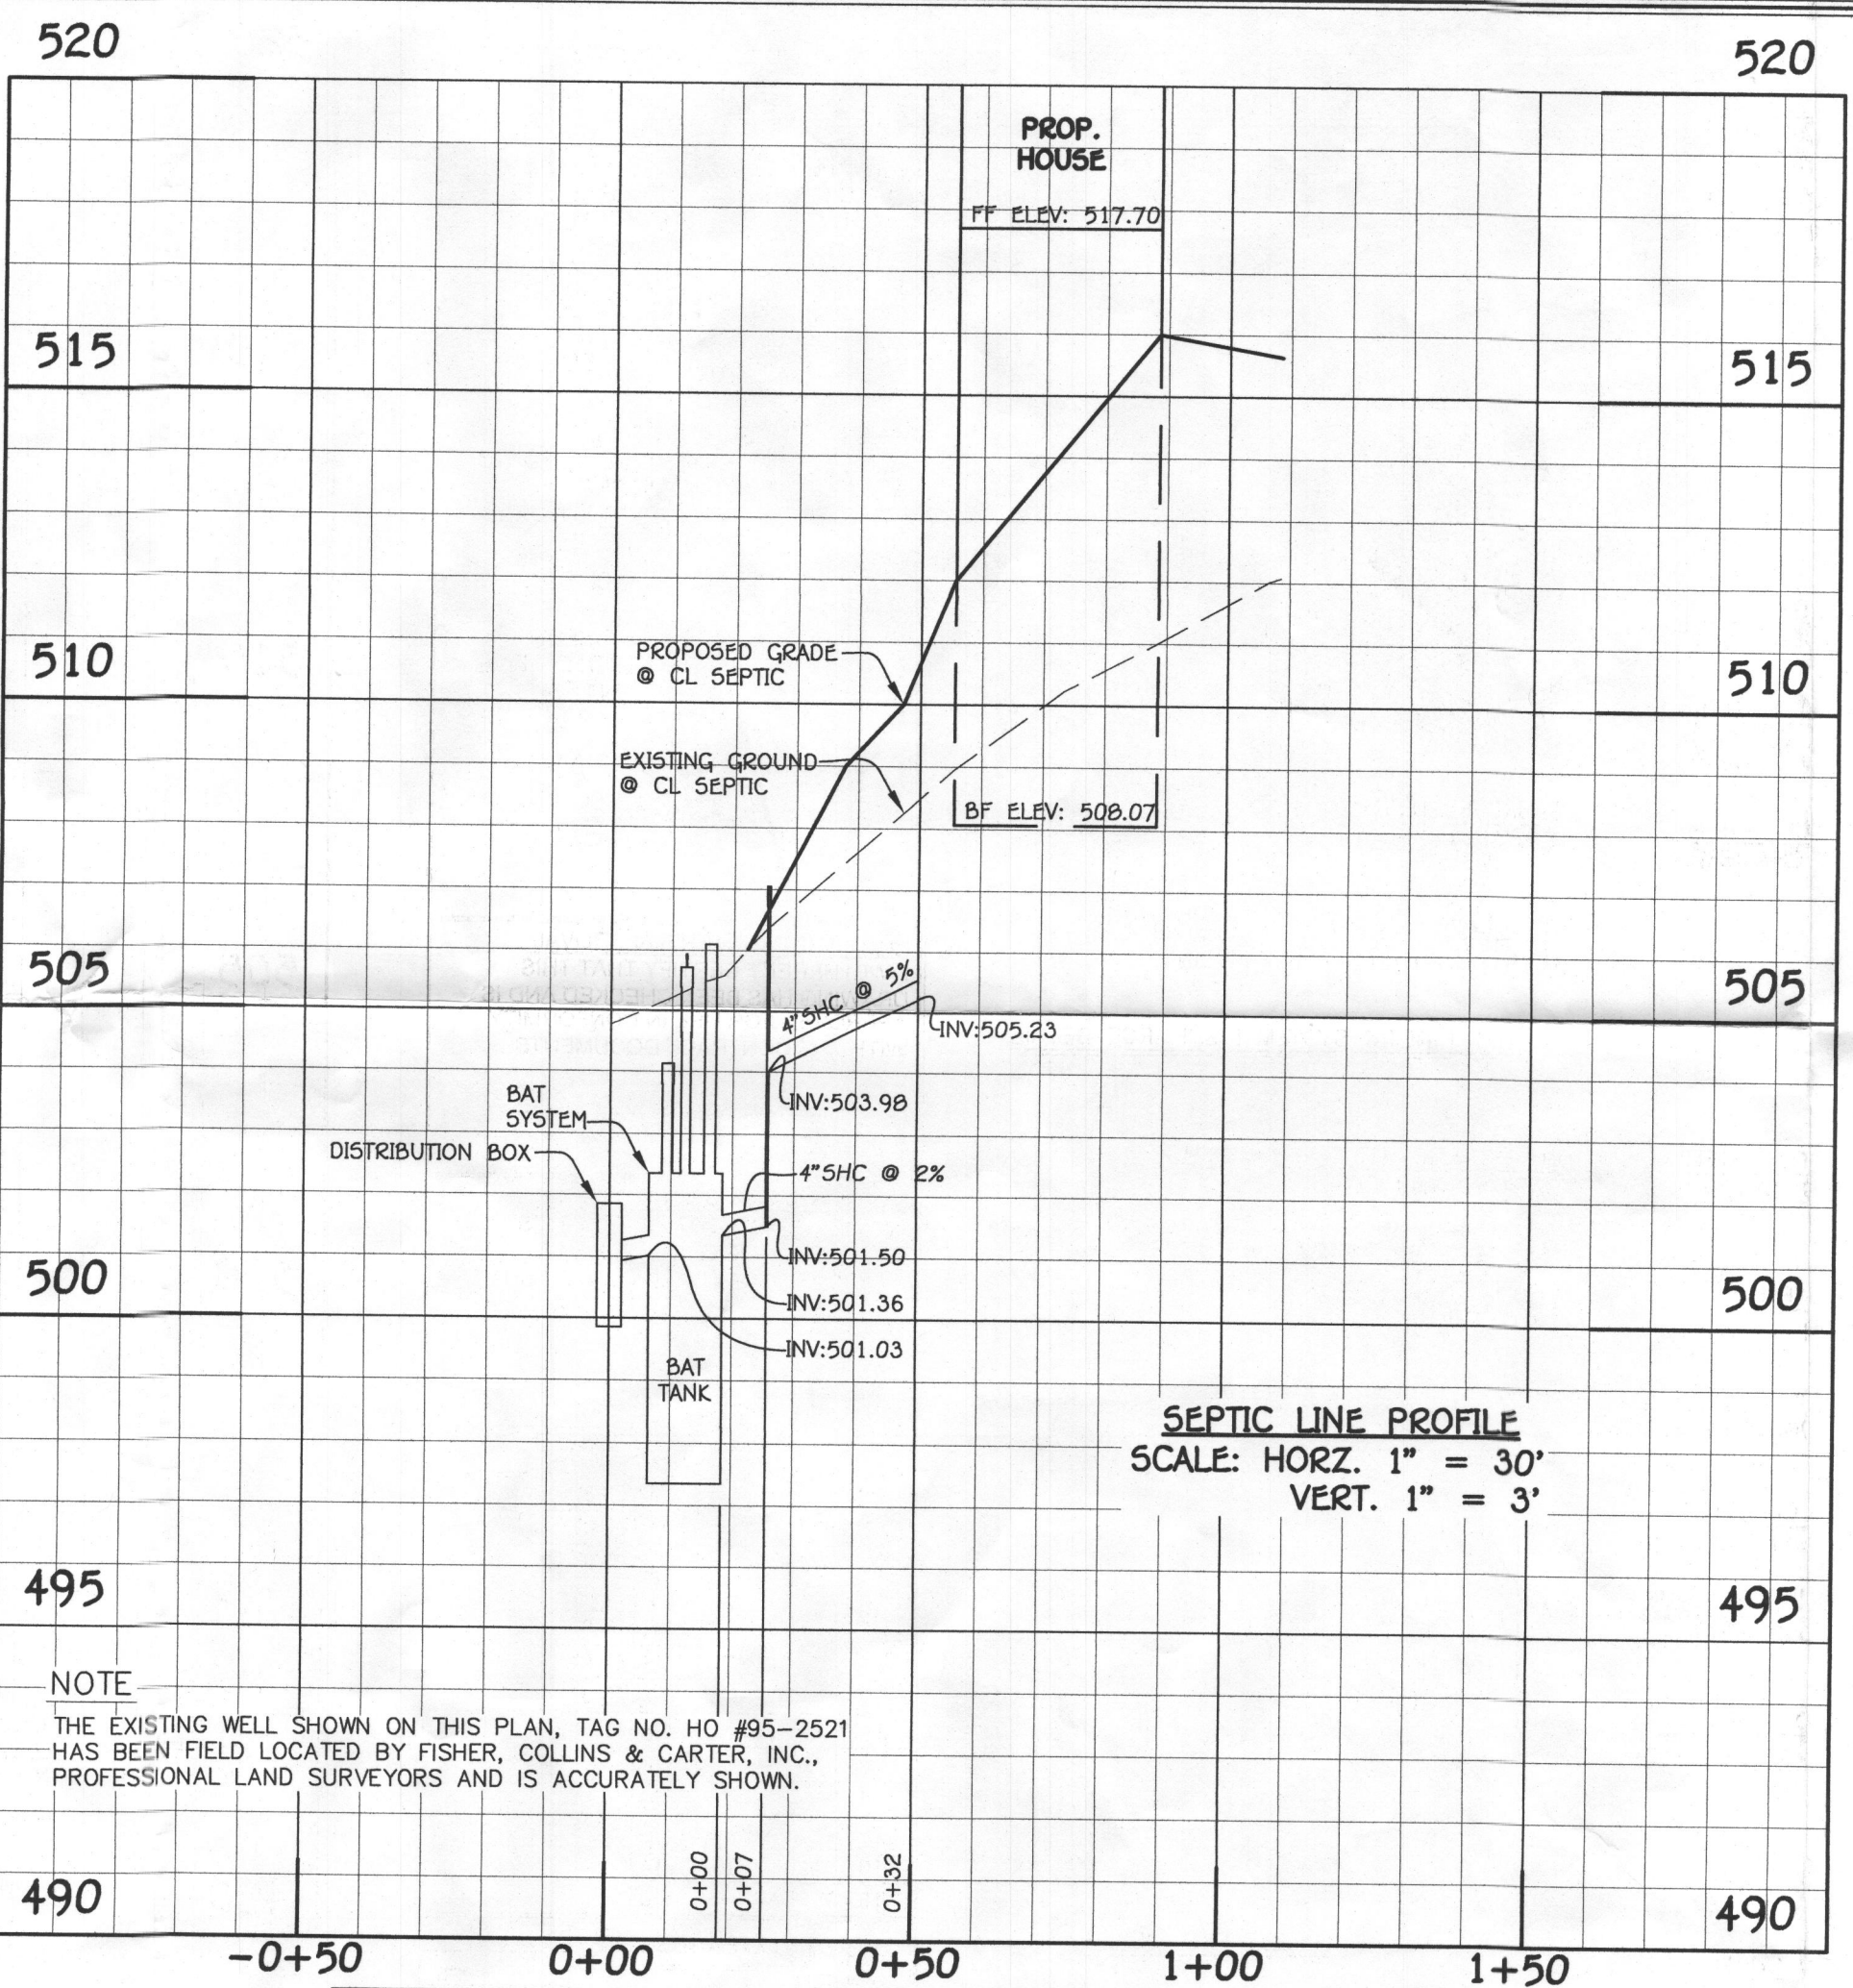 520
520
PROP.
HOUSE
FF ELEV: 517.70
515
515
PROPOSED GRADE
@ CL SEPTIC
510
510
EXISTING GROUND
@ CL SEPTIC
BF ELEV: 508.07
505
505
4" SHC @ 5%
INV:505.23
INV:503.98
BAT
SYSTEM
DISTRIBUTION BOX
4" SHC @ 2%
INV:501.50
500
500
INV:501.36
INV:501.03
BAT
TANK
SEPTIC LINE PROFILE
SCALE: HORZ. 1" = 30'
VERT. 1" = 3'
495
495
NOTE
THE EXISTING WELL SHOWN ON THIS PLAN, TAG NO. HO #95-2521
HAS BEEN FIELD LOCATED BY FISHER, COLLINS & CARTER, INC.,
PROFESSIONAL LAND SURVEYORS AND IS ACCURATELY SHOWN.
0+00
0+07
0+32
490
490
-0+50
0+00
0+50
1+00
1+50